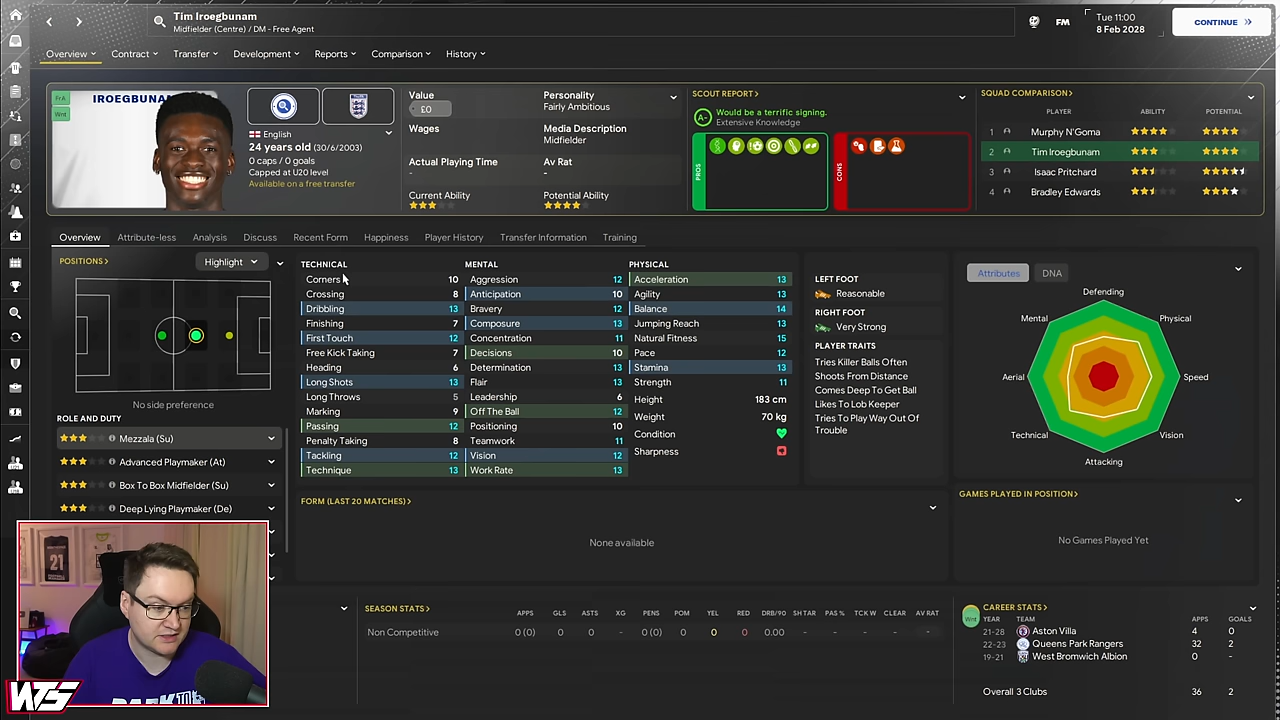 Tim Iroegbunam
Midfielder (Centre) / DM - Free Agent
FM
Tue 11:00
8 Feb 2028
CONTINUE
Overview
Contract
Transfer
Development
Reports
Comparison
History
FrA
Wnt
IROEGBUNA
English
24 years old (30/6/2003)
0 caps / 0 goals
Capped at U20 level
Available on a free transfer
Value
£0
Personality
Fairly Ambitious
Wages
Media Description
Midfielder
Actual Playing Time
-
Av Rat
-
Current Ability
Potential Ability
SCOUT REPORT >
A-
Would be a terrific signing.
Extensive Knowledge
PROS
CONS
SQUAD COMPARISON >
PLAYER ABILITY POTENTIAL
1 Murphy N'Goma
2 Tim Iroegbunam
3 Isaac Pritchard
4 Bradley Edwards
Overview
Attribute-less
Analysis
Discuss
Recent Form
Happiness
Player History
Transfer Information
Training
POSITIONS >
Highlight
No side preference
ROLE AND DUTY
Mezzala (Su)
Advanced Playmaker (At)
Box To Box Midfielder (Su)
Deep Lying Playmaker (De)
TECHNICAL
Corners 10
Crossing 8
Dribbling 13
Finishing 7
First Touch 12
Free Kick Taking 7
Heading 6
Long Shots 13
Long Throws 5
Marking 9
Passing 12
Penalty Taking 8
Tackling 12
Technique 13
MENTAL
Aggression 12
Anticipation 10
Bravery 12
Composure 13
Concentration 11
Decisions 10
Determination 13
Flair 13
Leadership 6
Off The Ball 12
Positioning 10
Teamwork 11
Vision 12
Work Rate 13
PHYSICAL
Acceleration 13
Agility 13
Balance 14
Jumping Reach 13
Natural Fitness 15
Pace 12
Stamina 13
Strength 11
Height 183 cm
Weight 70 kg
Condition
Sharpness
LEFT FOOT
Reasonable
RIGHT FOOT
Very Strong
PLAYER TRAITS
Tries Killer Balls Often
Shoots From Distance
Comes Deep To Get Ball
Likes To Lob Keeper
Tries To Play Way Out Of
Trouble
Attributes
DNA
Defending
Physical
Speed
Vision
Attacking
Technical
Aerial
Mental
FORM (LAST 20 MATCHES) >
None available
GAMES PLAYED IN POSITION >
No Games Played Yet
SEASON STATS >
APPS GLS ASTS XG PENS POM YEL RED DRB/90 SH TAR PAS % TCK W CLEAR AV RAT
Non Competitive 0 (0) 0 0 - 0 (0) 0 0 0 0.00 - - - - -
Wnt
CAREER STATS >
YEAR TEAM APPS GOALS
21-28 Aston Villa 4 0
22-23 Queens Park Rangers 32 2
19-21 West Bromwich Albion 0 -
Overall 3 Clubs 36 2
21
WTS